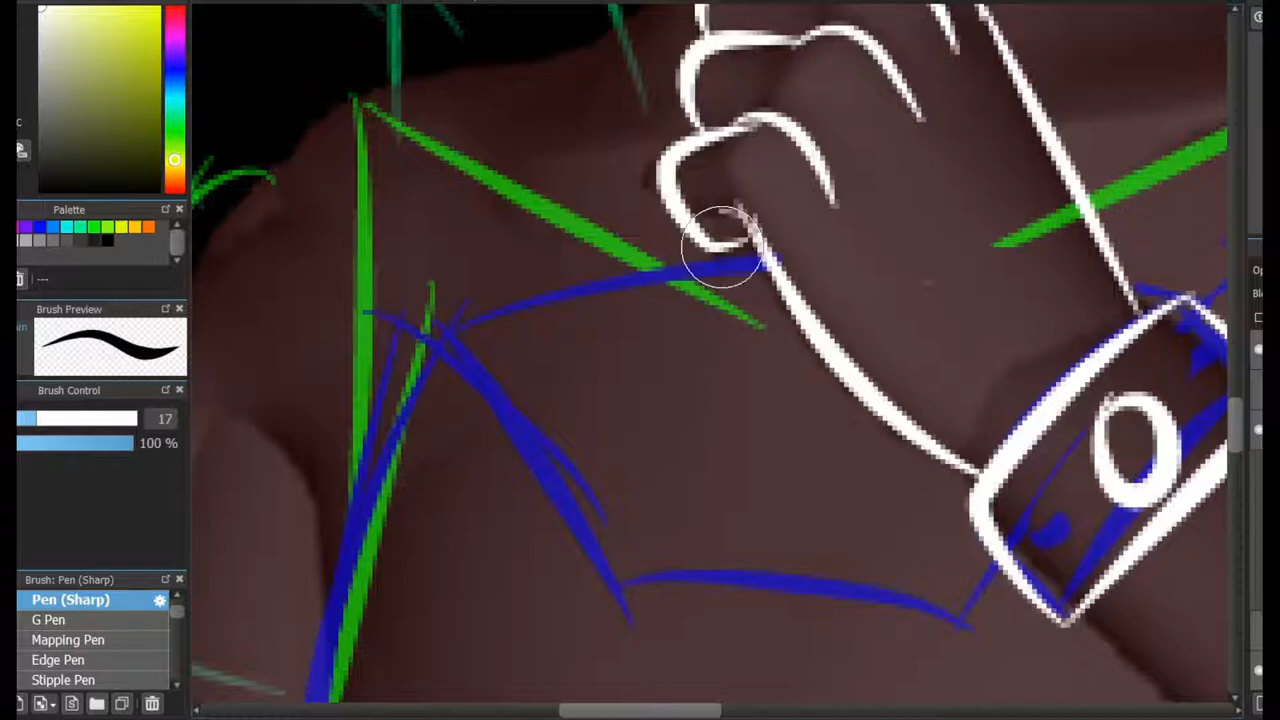 Palette
---
Brush Preview
Brush Control
17
100 %
Brush: Pen (Sharp)
Pen (Sharp)
G Pen
Mapping Pen
Edge Pen
Stipple Pen